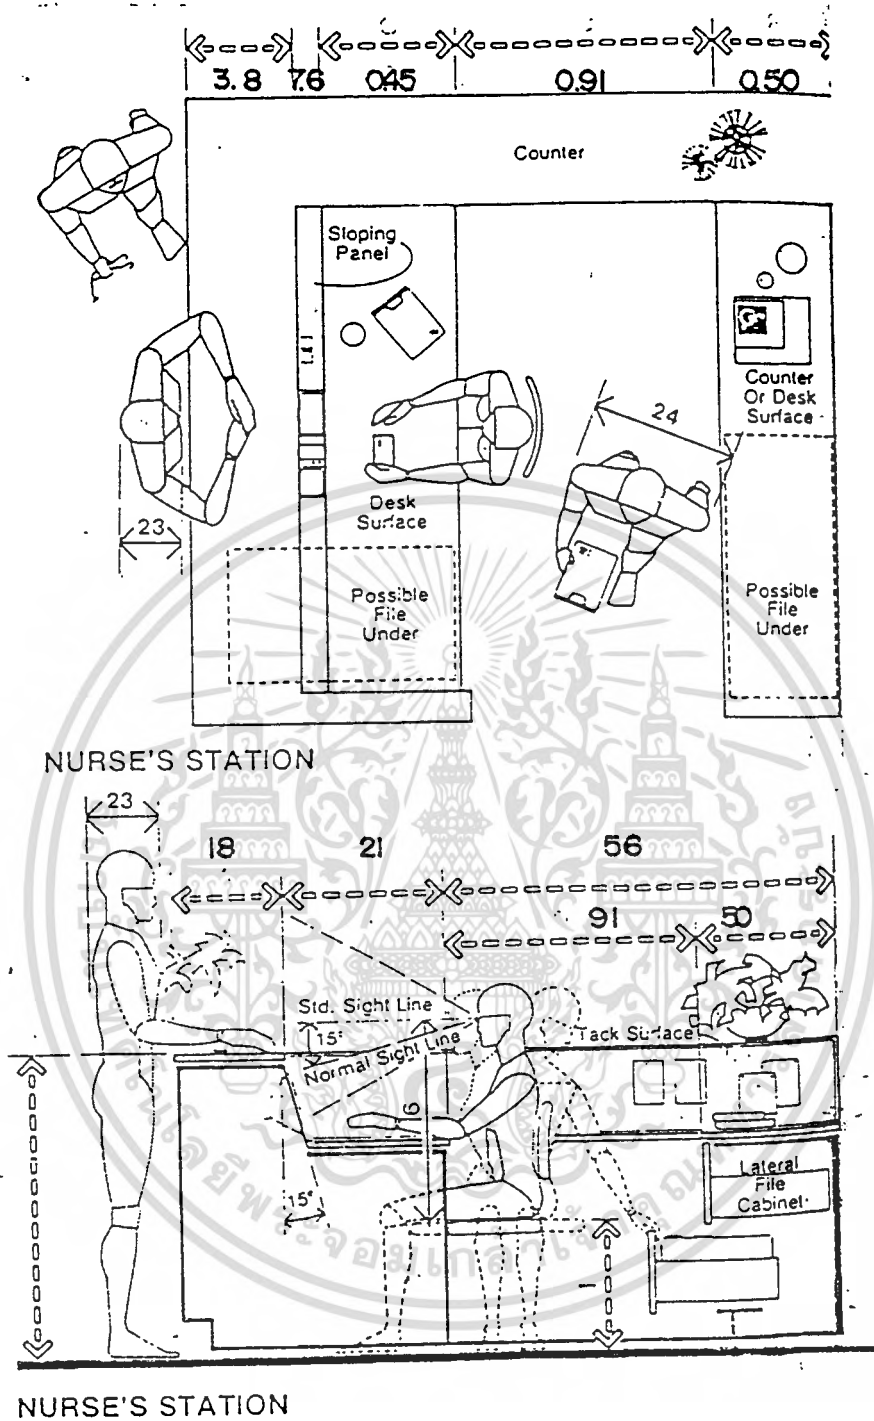 3.8 7.6 0.45 0.91 0.50
Counter
Sloping
Panel
Counter
Or Desk
Surface
24
23
Desk
Surface
Possible
File
Under
Possible
File
Under
NURSE'S STATION
23
18 21 56
91 50
Std. Sight Line
15°
Normal Sight Line
Tack Surface
6
15°
Lateral
File
Cabinet
1
NURSE'S STATION